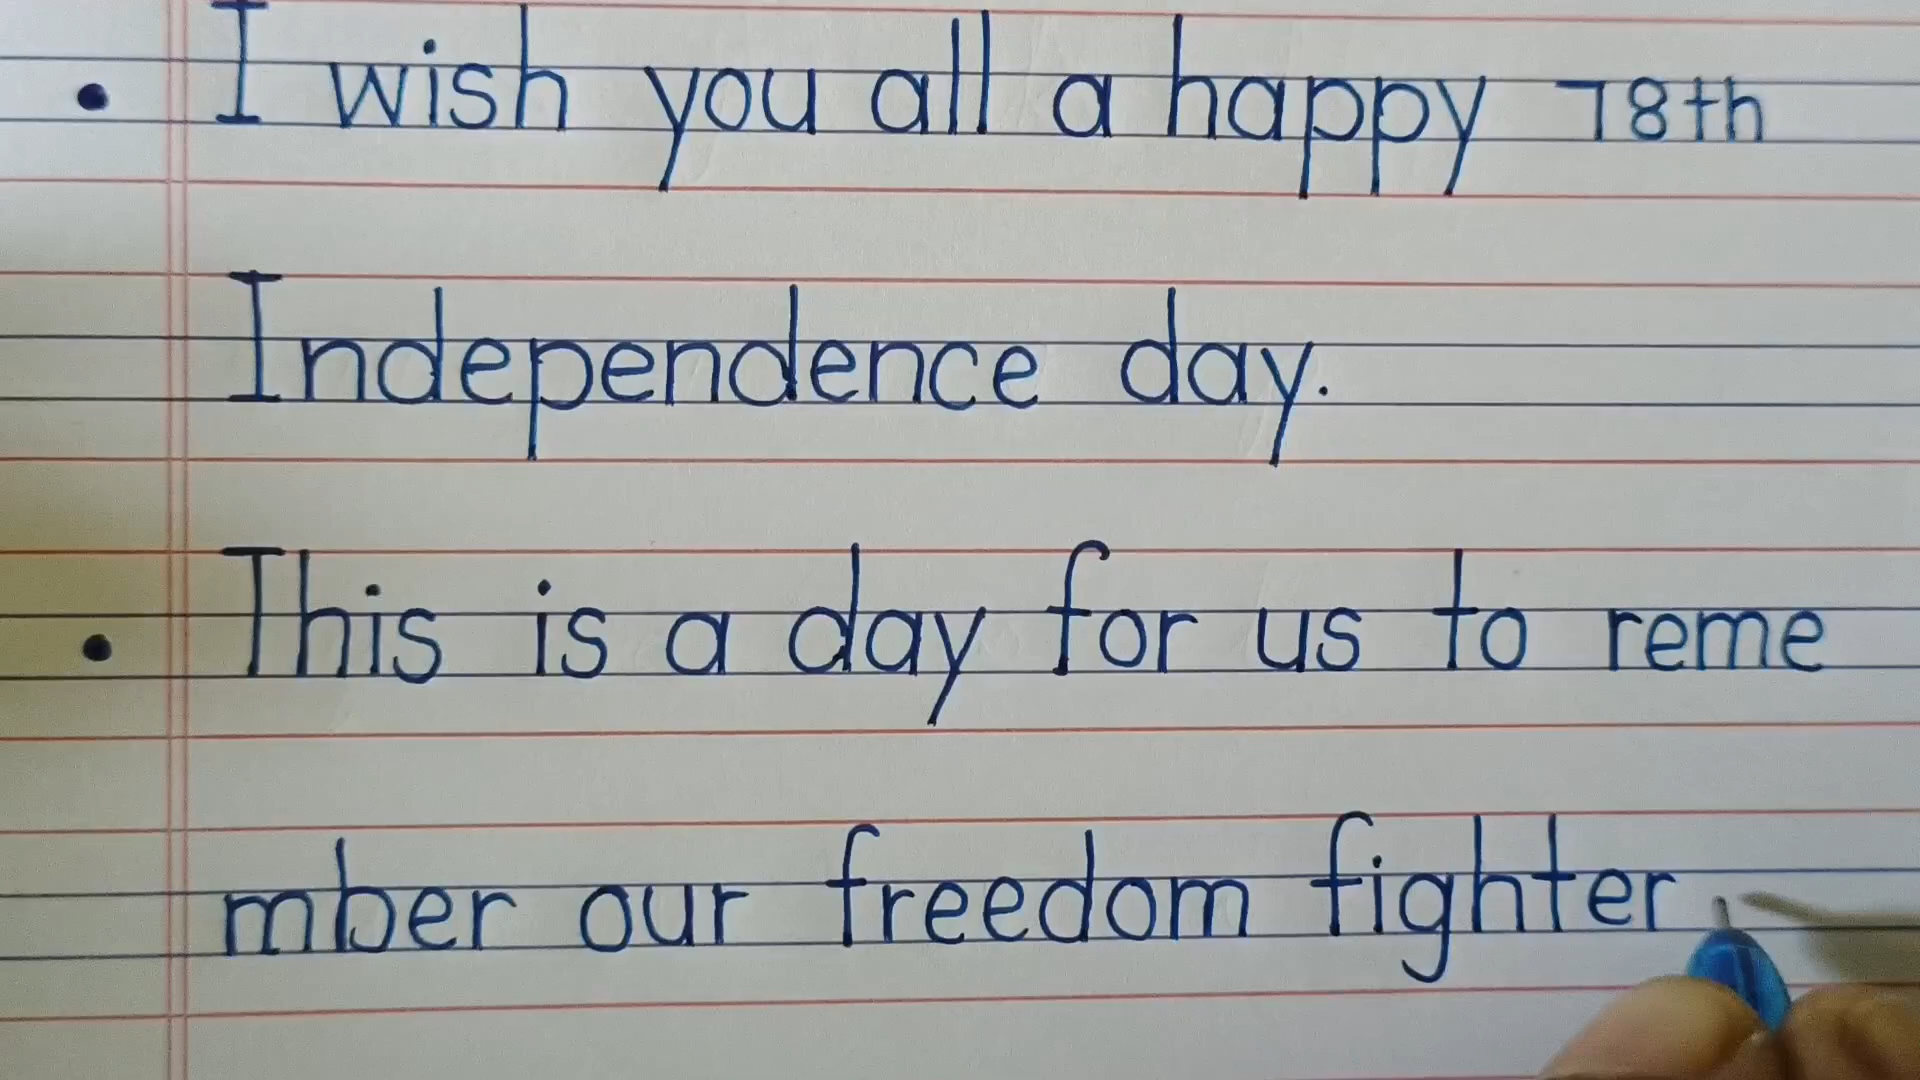 • I wish you all a happy 78th
Independence day.
• This is a day for us to reme
mber our freedom fighter